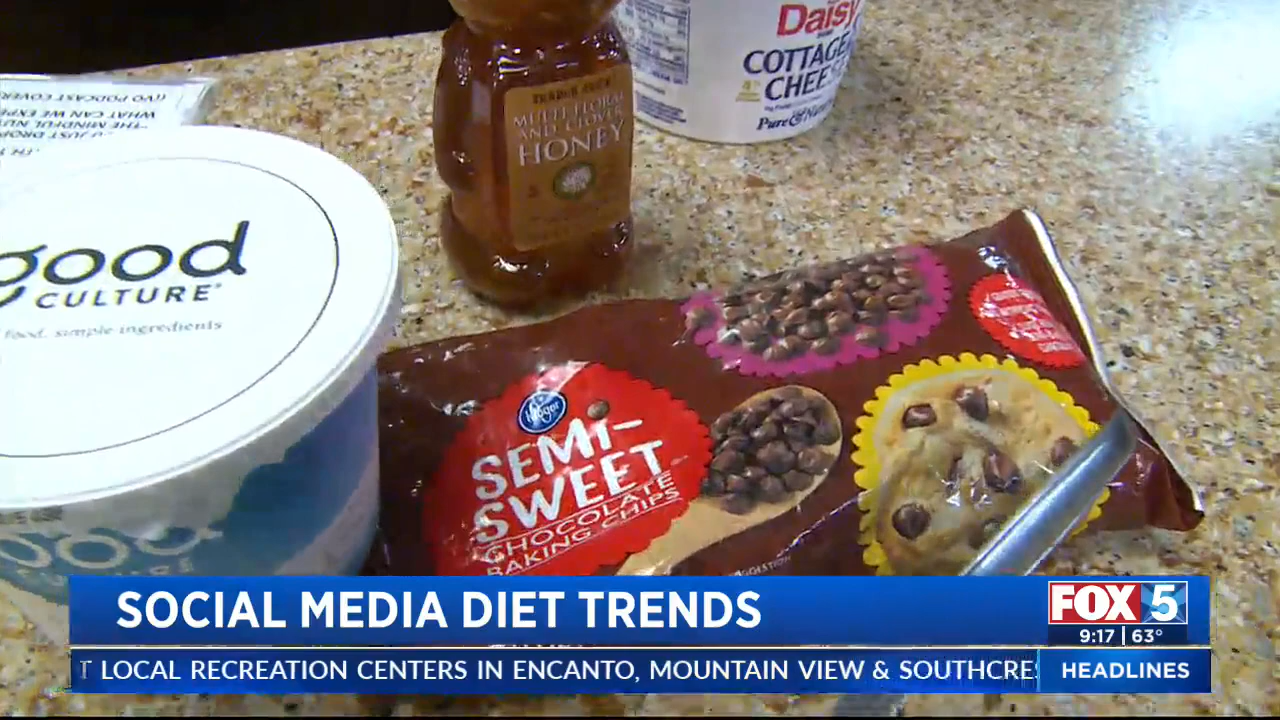 Daisy
COTTAGE
CHEESE
Pure & Natural
TRADER JOE'S
MULTI-FLORAL
AND CLOVER
HONEY
good
CULTURE®
food, simple ingredients
Kroger
SEMI-
SWEET
CHOCOLATE
BAKING CHIPS
SOCIAL MEDIA DIET TRENDS
FOX 5
9:17 | 63°
T LOCAL RECREATION CENTERS IN ENCANTO, MOUNTAIN VIEW & SOUTHCRES
HEADLINES